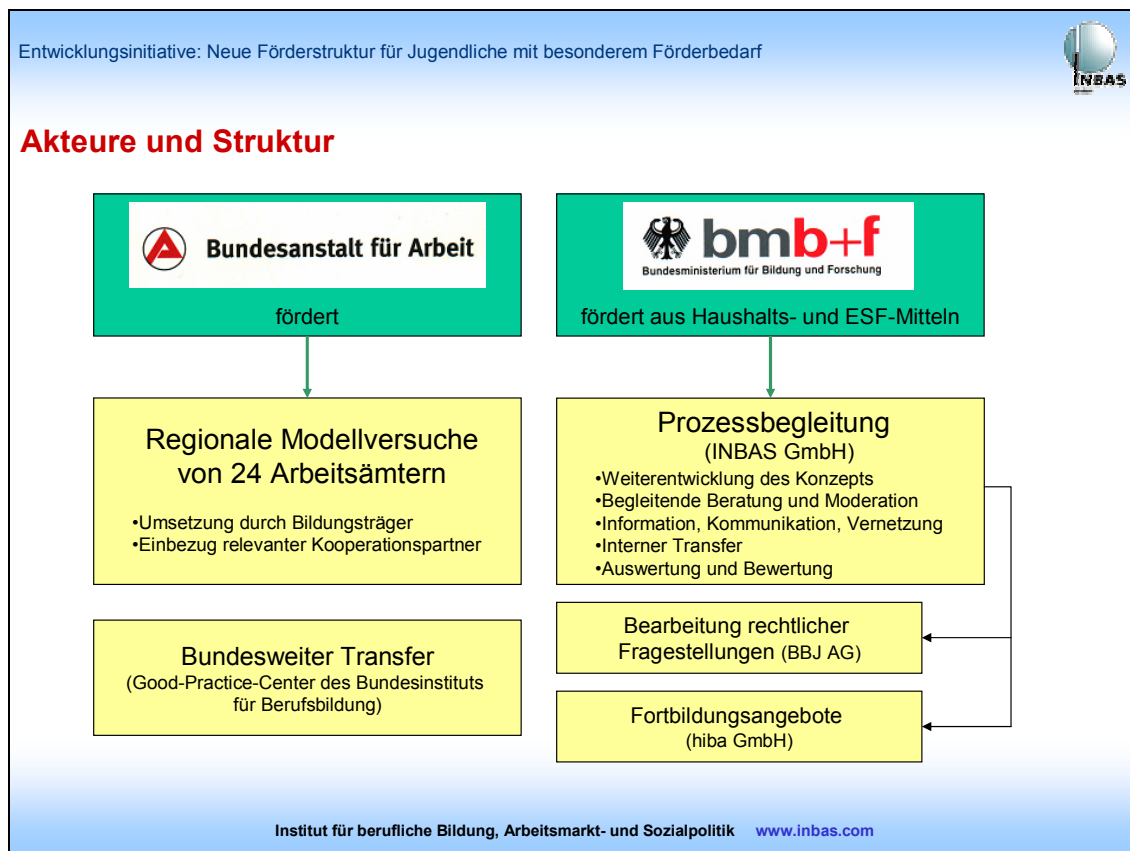 Entwicklungsinitiative: Neue Förderstruktur für Jugendliche mit besonderem Förderbedarf
INBAS
Akteure und Struktur
Bundesanstalt für Arbeit
fördert
bmb+f
Bundesministerium für Bildung und Forschung
fördert aus Haushalts- und ESF-Mitteln
Regionale Modellversuche
von 24 Arbeitsämtern
•Umsetzung durch Bildungsträger
•Einbezug relevanter Kooperationspartner
Prozessbegleitung
(INBAS GmbH)
•Weiterentwicklung des Konzepts
•Begleitende Beratung und Moderation
•Information, Kommunikation, Vernetzung
•Interner Transfer
•Auswertung und Bewertung
Bundesweiter Transfer
(Good-Practice-Center des Bundesinstituts
für Berufsbildung)
Bearbeitung rechtlicher
Fragestellungen (BBJ AG)
Fortbildungsangebote
(hiba GmbH)
Institut für berufliche Bildung, Arbeitsmarkt- und Sozialpolitik www.inbas.com